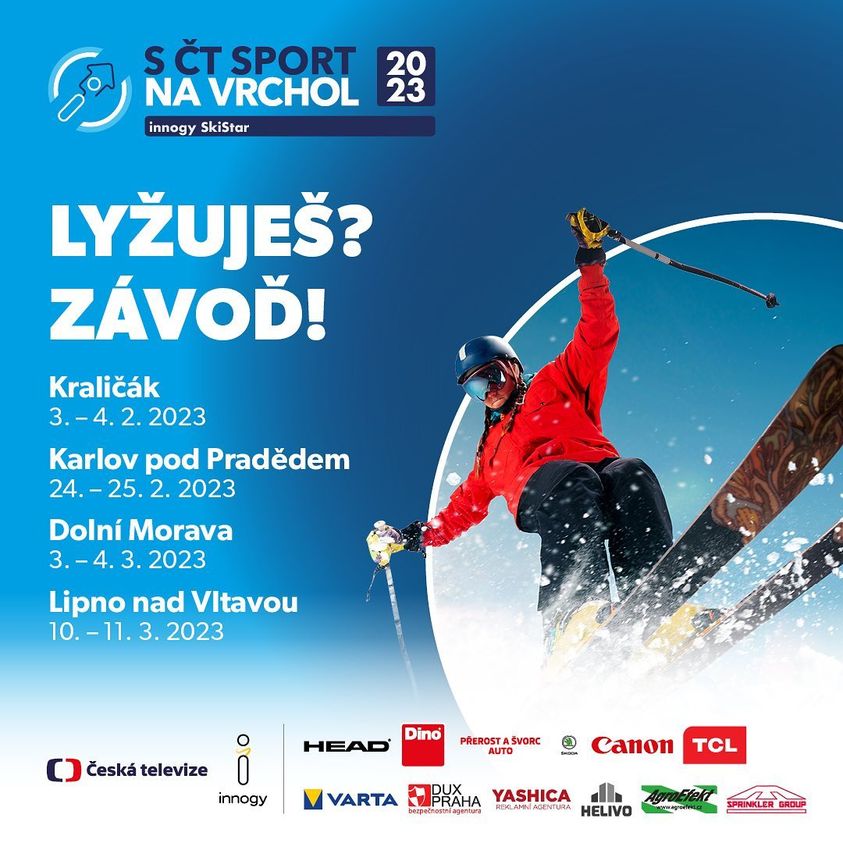 S ČT SPORT
NA VRCHOL
20
23
innogy SkiStar
LYŽUJEŠ?
ZÁVOĎ!
Kraličák
3. – 4. 2. 2023
Karlov pod Pradědem
24. – 25. 2. 2023
Dolní Morava
3. – 4. 3. 2023
Lipno nad Vltavou
10. – 11. 3. 2023
Česká televize
innogy
HEAD
Dino
PŘEROST A ŠVORC
AUTO
ŠKODA
Canon
TCL
VARTA
DUX
PRAHA
bezpečnostní agentura
YASHICA
REKLAMNÍ AGENTURA
HELIVO
AgroEfekt
www.agroefekt.cz
SPRINKLER GROUP